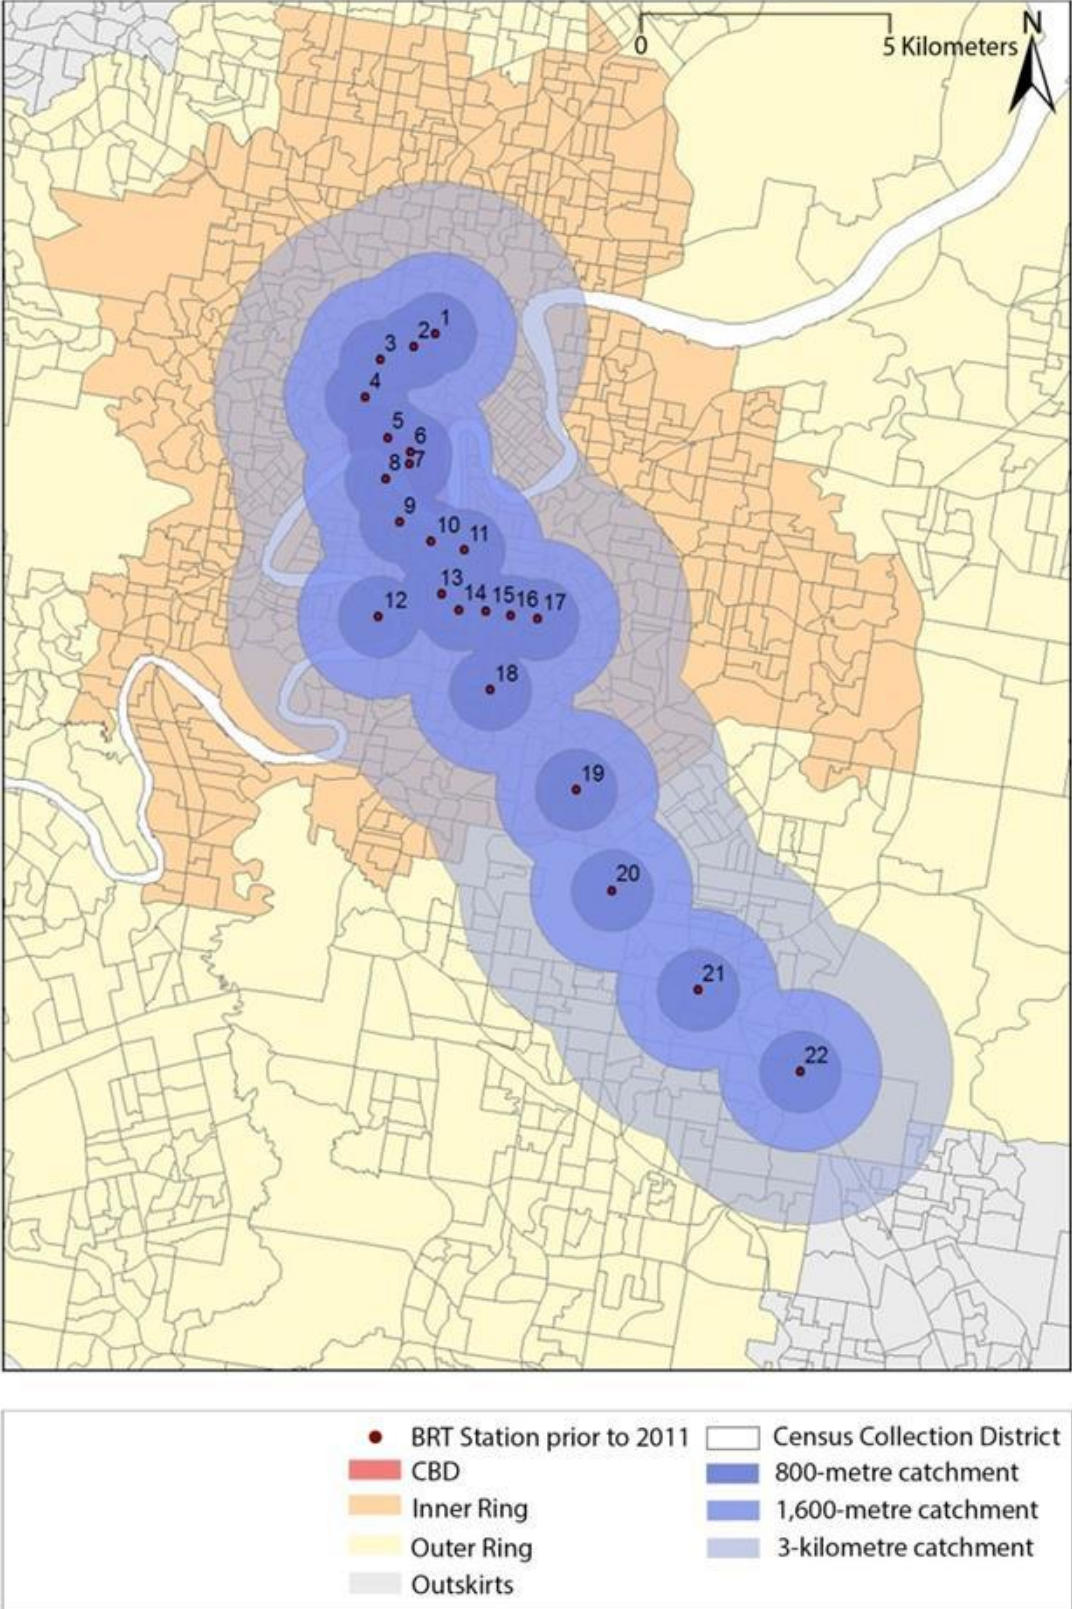 N
0
5 Kilometers
1
2
3
4
5
6
7
8
9
10
11
12
13
14
15
16
17
18
19
20
21
22
BRT Station prior to 2011
CBD
Inner Ring
Outer Ring
Outskirts
Census Collection District
800-metre catchment
1,600-metre catchment
3-kilometre catchment